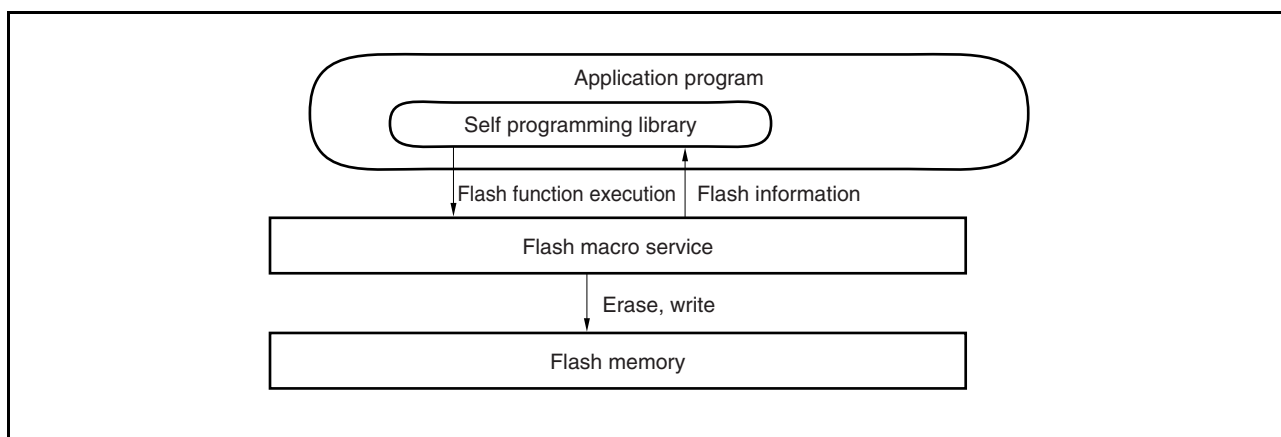 Application program
Self programming library
Flash function execution
Flash information
Flash macro service
Erase, write
Flash memory